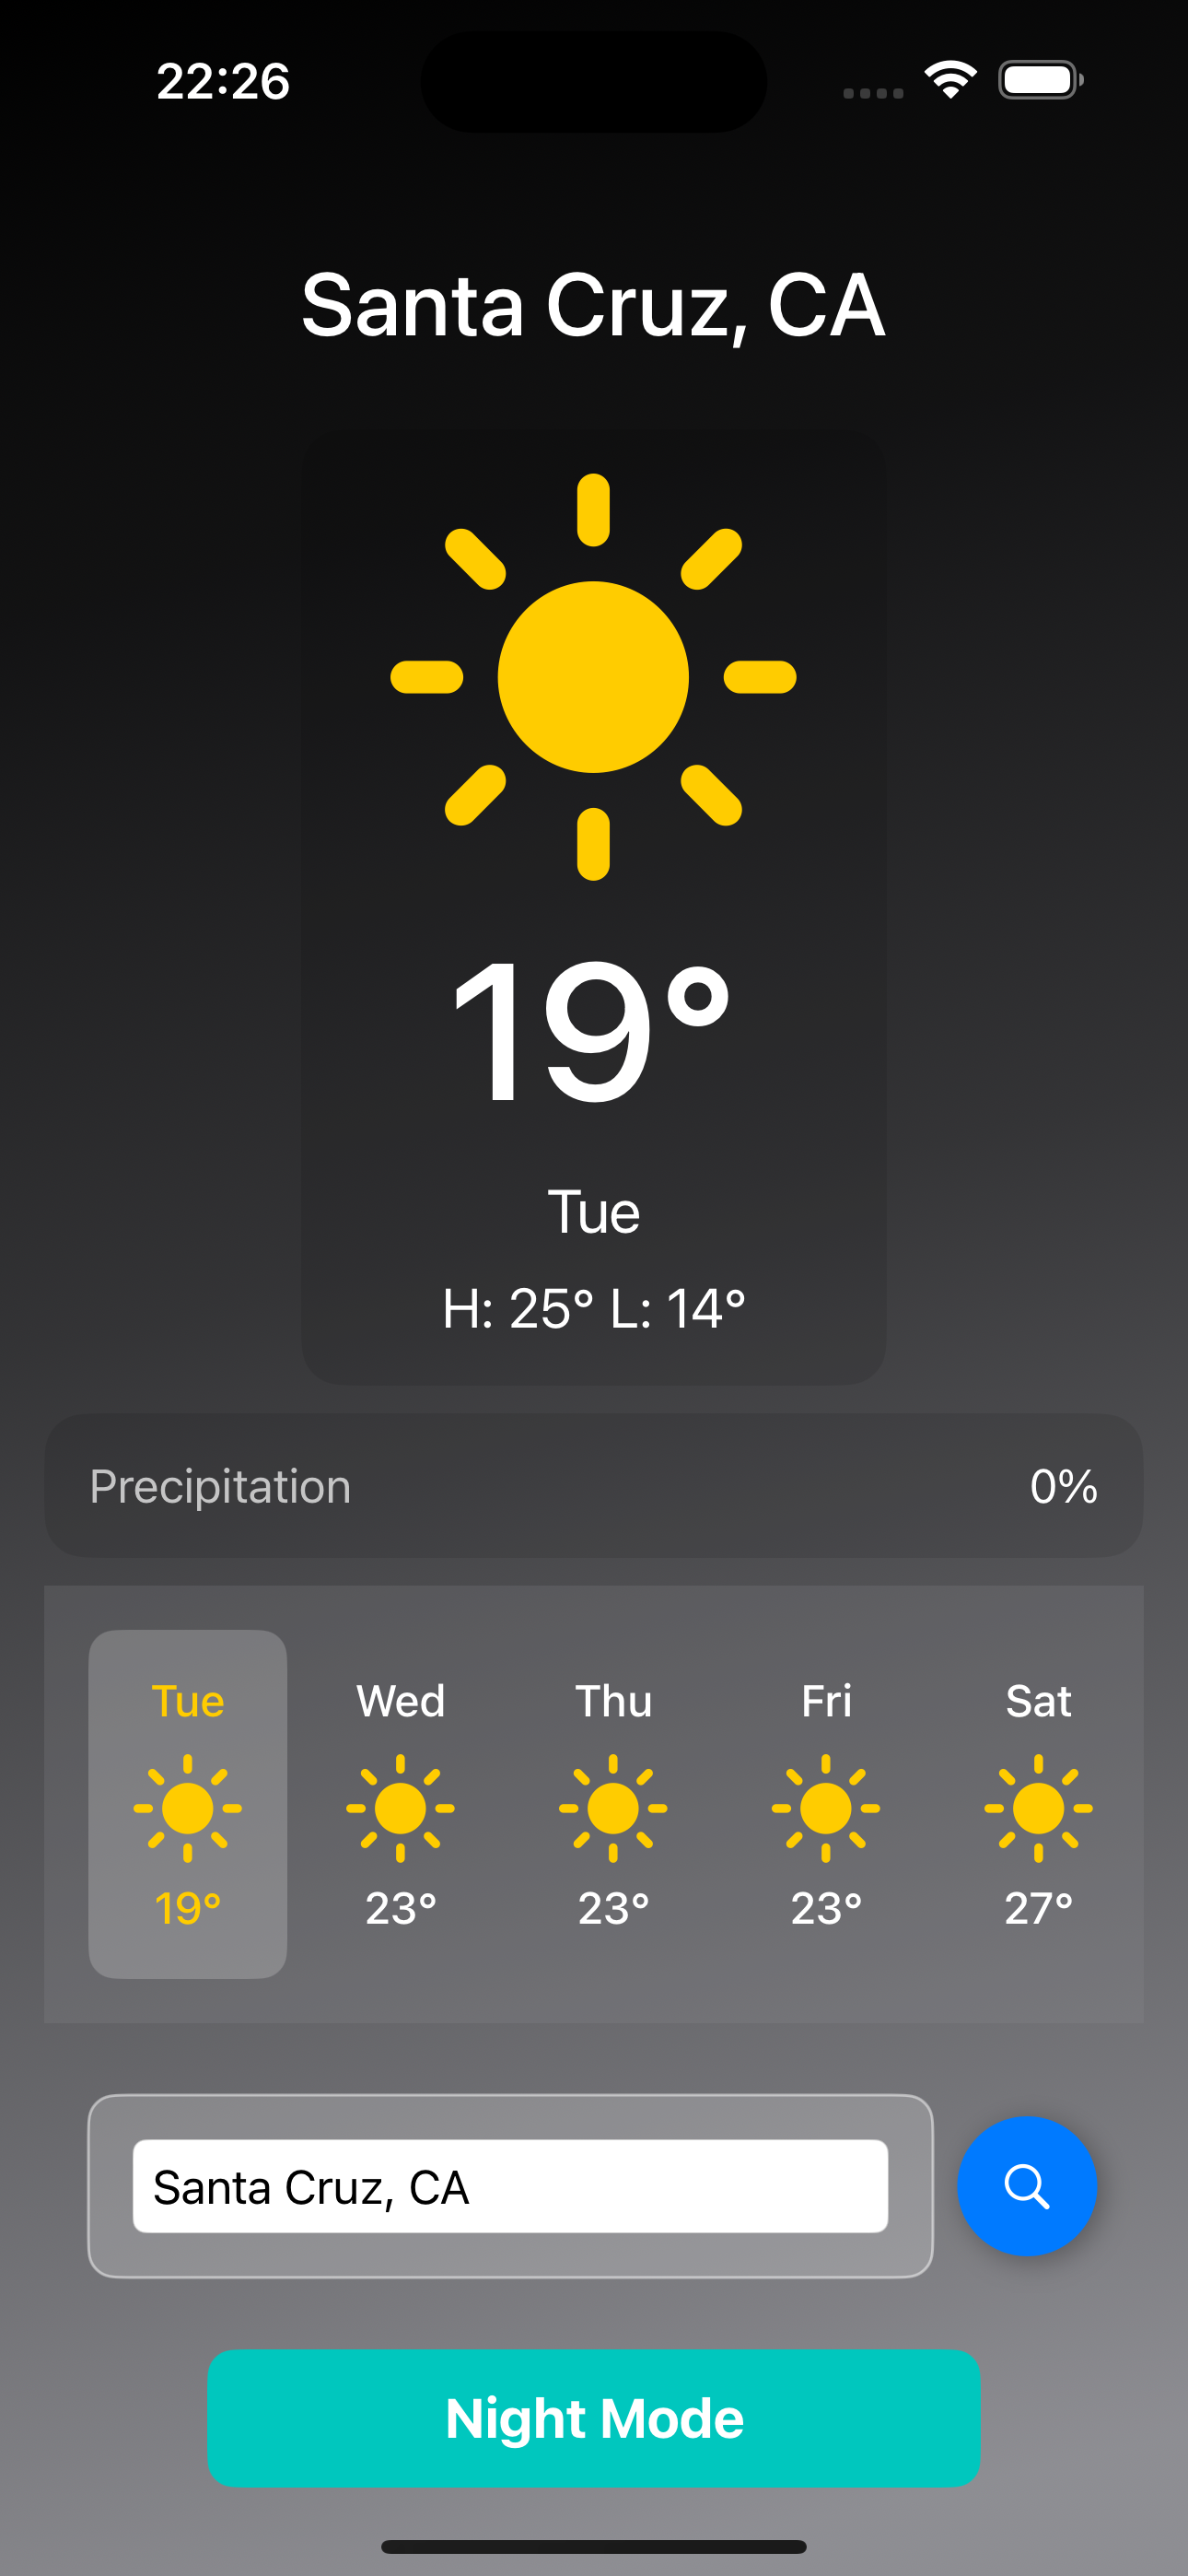 22:26
Santa Cruz, CA
19°
Tue
H: 25° L: 14°
Precipitation 0%
Tue Wed Thu Fri Sat
19° 23° 23° 23° 27°
Santa Cruz, CA
Night Mode